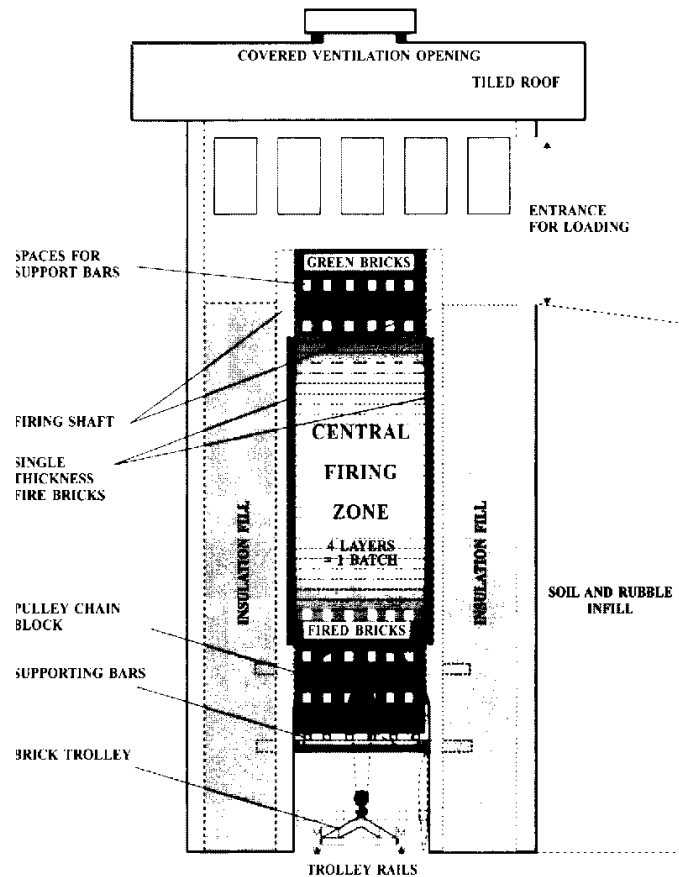 COVERED VENTILATION OPENING
TILED ROOF
ENTRANCE
FOR LOADING
SPACES FOR
SUPPORT BARS
GREEN BRICKS
FIRING SHAFT
SINGLE
THICKNESS
FIRE BRICKS
CENTRAL
FIRING
ZONE
4 LAYERS
= 1 BATCH
INSULATION FILL
INSULATION FILL
SOIL AND RUBBLE
INFILL
PULLEY CHAIN
BLOCK
FIRED BRICKS
SUPPORTING BARS
BRICK TROLLEY
TROLLEY RAILS